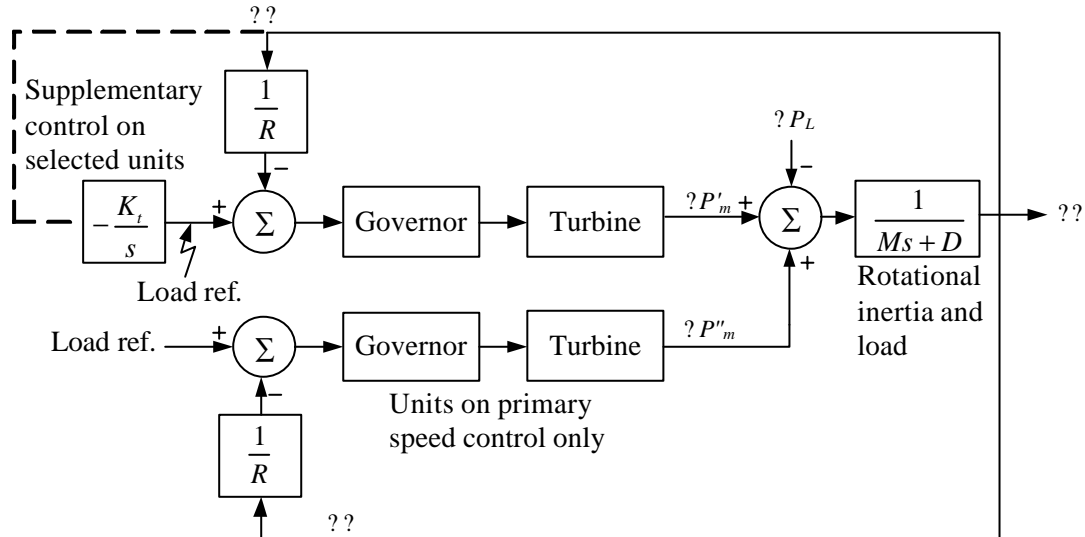 ? ?
Supplementary
control on
selected units
1
R
−
? P_L
−
− K_t
s
+
Σ
Governor
Turbine
? P'_m
+
Σ
1
Ms + D
? ?
Load ref.
+
Rotational
inertia and
load
Load ref.
+
Σ
Governor
Turbine
? P''_m
−
Units on primary
speed control only
1
R
? ?